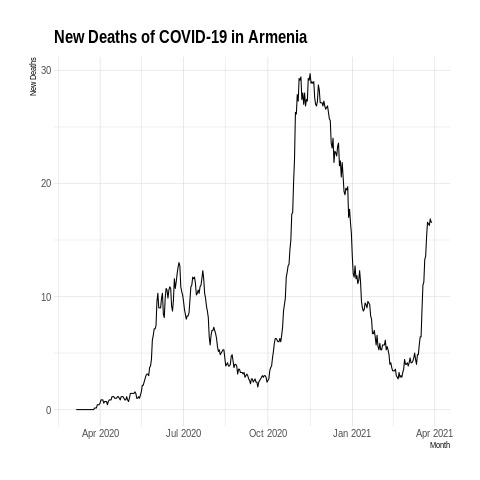 New Deaths of COVID-19 in Armenia
New Deaths
30
20
10
0
Apr 2020 Jul 2020 Oct 2020 Jan 2021 Apr 2021
Month